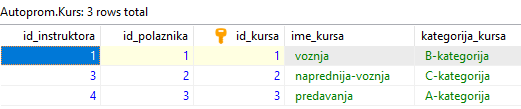 Autoprom.Kurs: 3 rows total
id_instruktora id_polaznika id_kursa ime_kursa kategorija_kursa
1 1 1 voznja B-kategorija
3 2 2 naprednija-voznja C-kategorija
4 3 3 predavanja A-kategorija